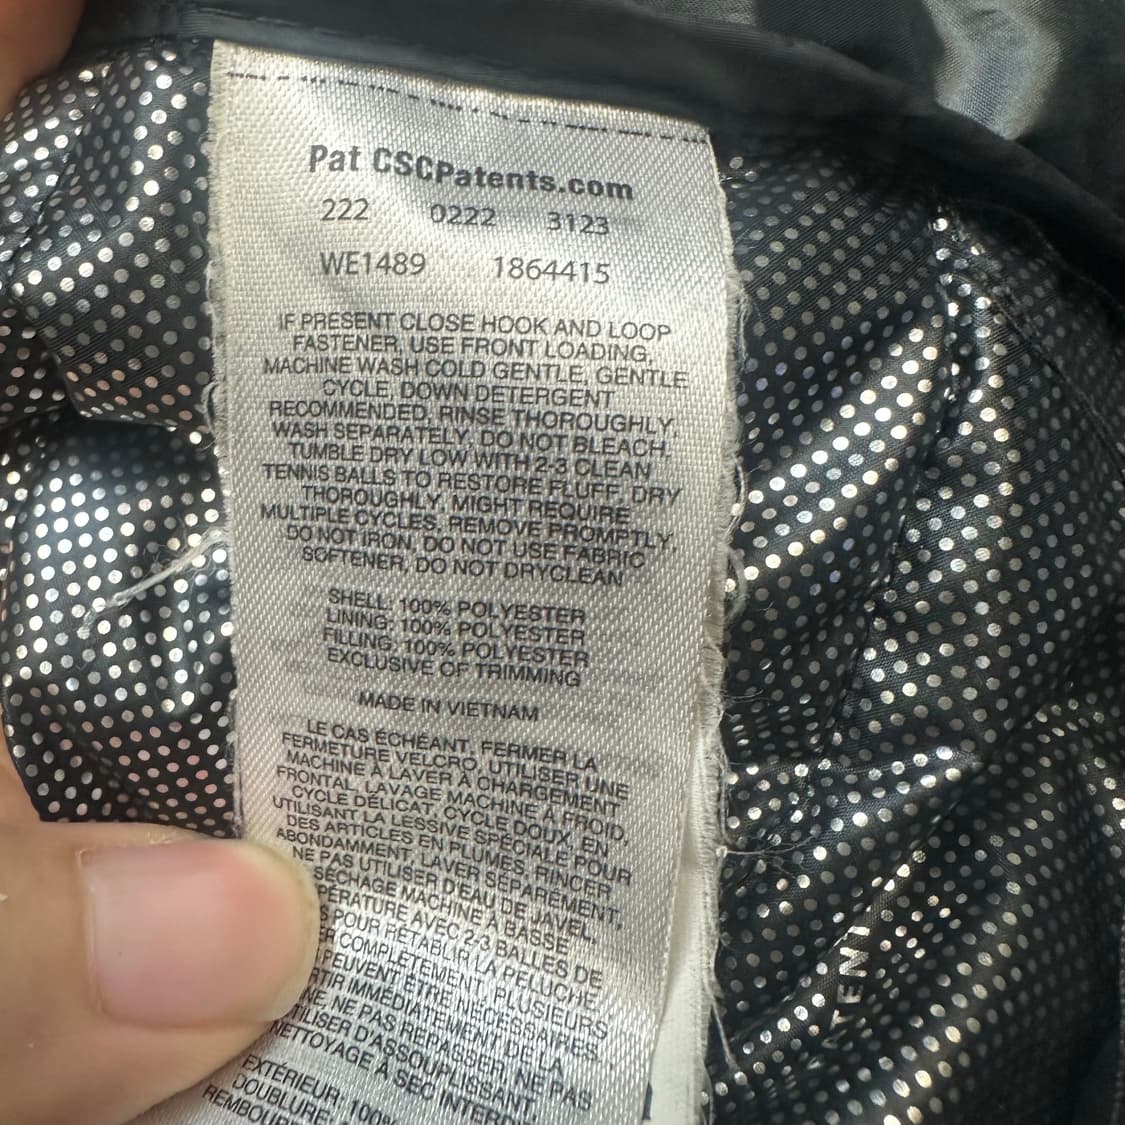 Pat CSCPatents.com
222 0222 3123
WE1489 1864415
IF PRESENT CLOSE HOOK AND LOOP
FASTENER, USE FRONT LOADING,
MACHINE WASH COLD GENTLE, GENTLE
CYCLE, DOWN DETERGENT
RECOMMENDED, RINSE THOROUGHLY,
WASH SEPARATELY, DO NOT BLEACH,
TUMBLE DRY LOW WITH 2-3 CLEAN
TENNIS BALLS TO RESTORE FLUFF, DRY
THOROUGHLY, MIGHT REQUIRE
MULTIPLE CYCLES, REMOVE PROMPTLY,
DO NOT IRON, DO NOT USE FABRIC
SOFTENER, DO NOT DRYCLEAN
SHELL: 100% POLYESTER
LINING: 100% POLYESTER
FILLING: 100% POLYESTER
EXCLUSIVE OF TRIMMING
MADE IN VIETNAM
LE CAS ÉCHÉANT, FERMER LA
FERMETURE VELCRO, UTILISER UNE
MACHINE À LAVER À CHARGEMENT
FRONTAL, LAVAGE MACHINE À FROID,
CYCLE DÉLICAT, CYCLE DOUX, EN
UTILISANT LA LESSIVE SPÉCIALE POUR
DES ARTICLES EN PLUMES, RINCER
ABONDAMMENT, LAVER SÉPARÉMENT,
NE PAS UTILISER D'EAU DE JAVEL,
SÉCHAGE MACHINE À BASSE
PÉRATURE AVEC 2-3 BALLES DE
S POUR RÉTABLIR LA PELUCHE,
R COMPLÈTEMENT, PLUSIEURS
PEUVENT ÊTRE NÉCESSAIRES,
RTIR IMMÉDIATEMENT DE LA
NE, NE PAS REPASSER, NE PAS
TILISER D'ASSOUPLISSANT,
NETTOYAGE À SEC INTERDIT
EXTÉRIEUR: 100%
DOUBLURE:
REMBOU